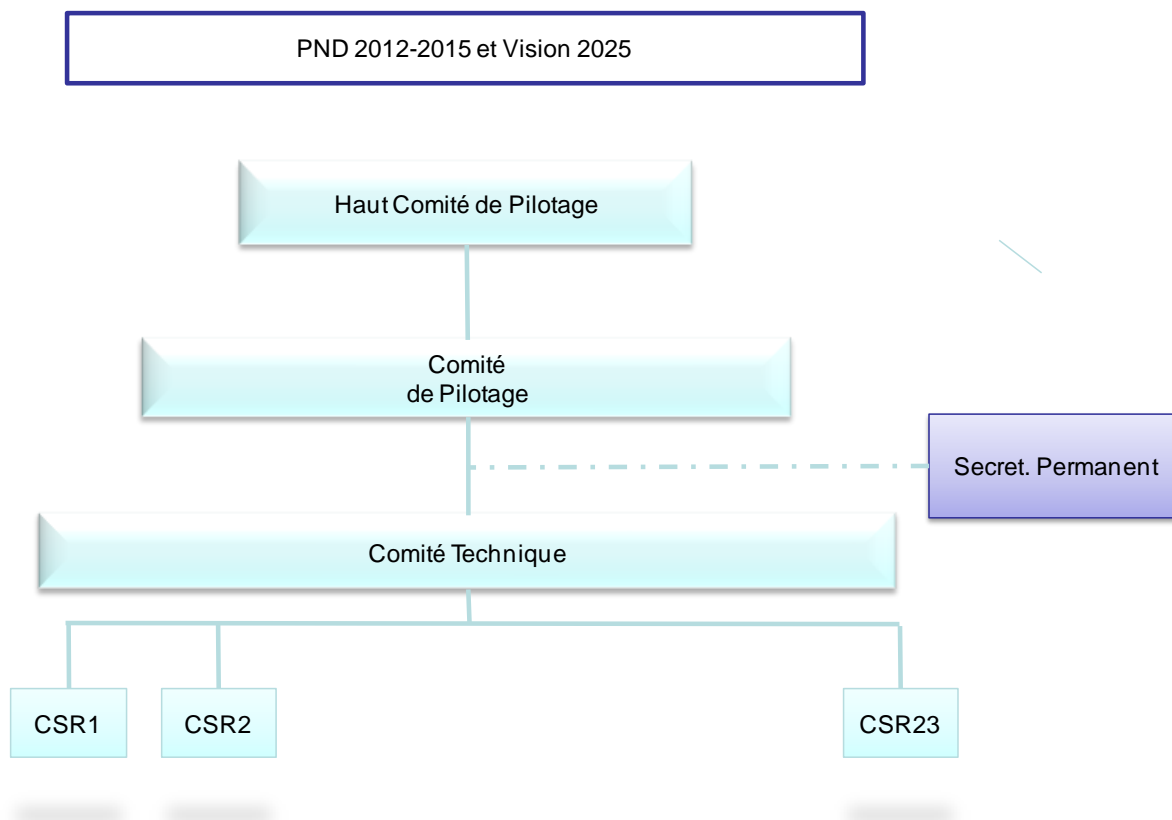 PND 2012-2015 et Vision 2025
Haut Comité de Pilotage
Comité
de Pilotage
Secret. Permanent
Comité Technique
CSR1
CSR2
CSR23